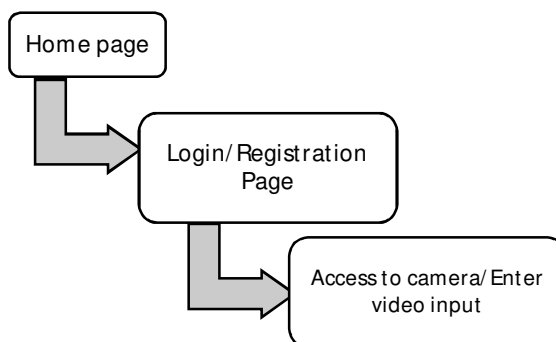 Home page
Login/Registration
Page
Access to camera/Enter
video input